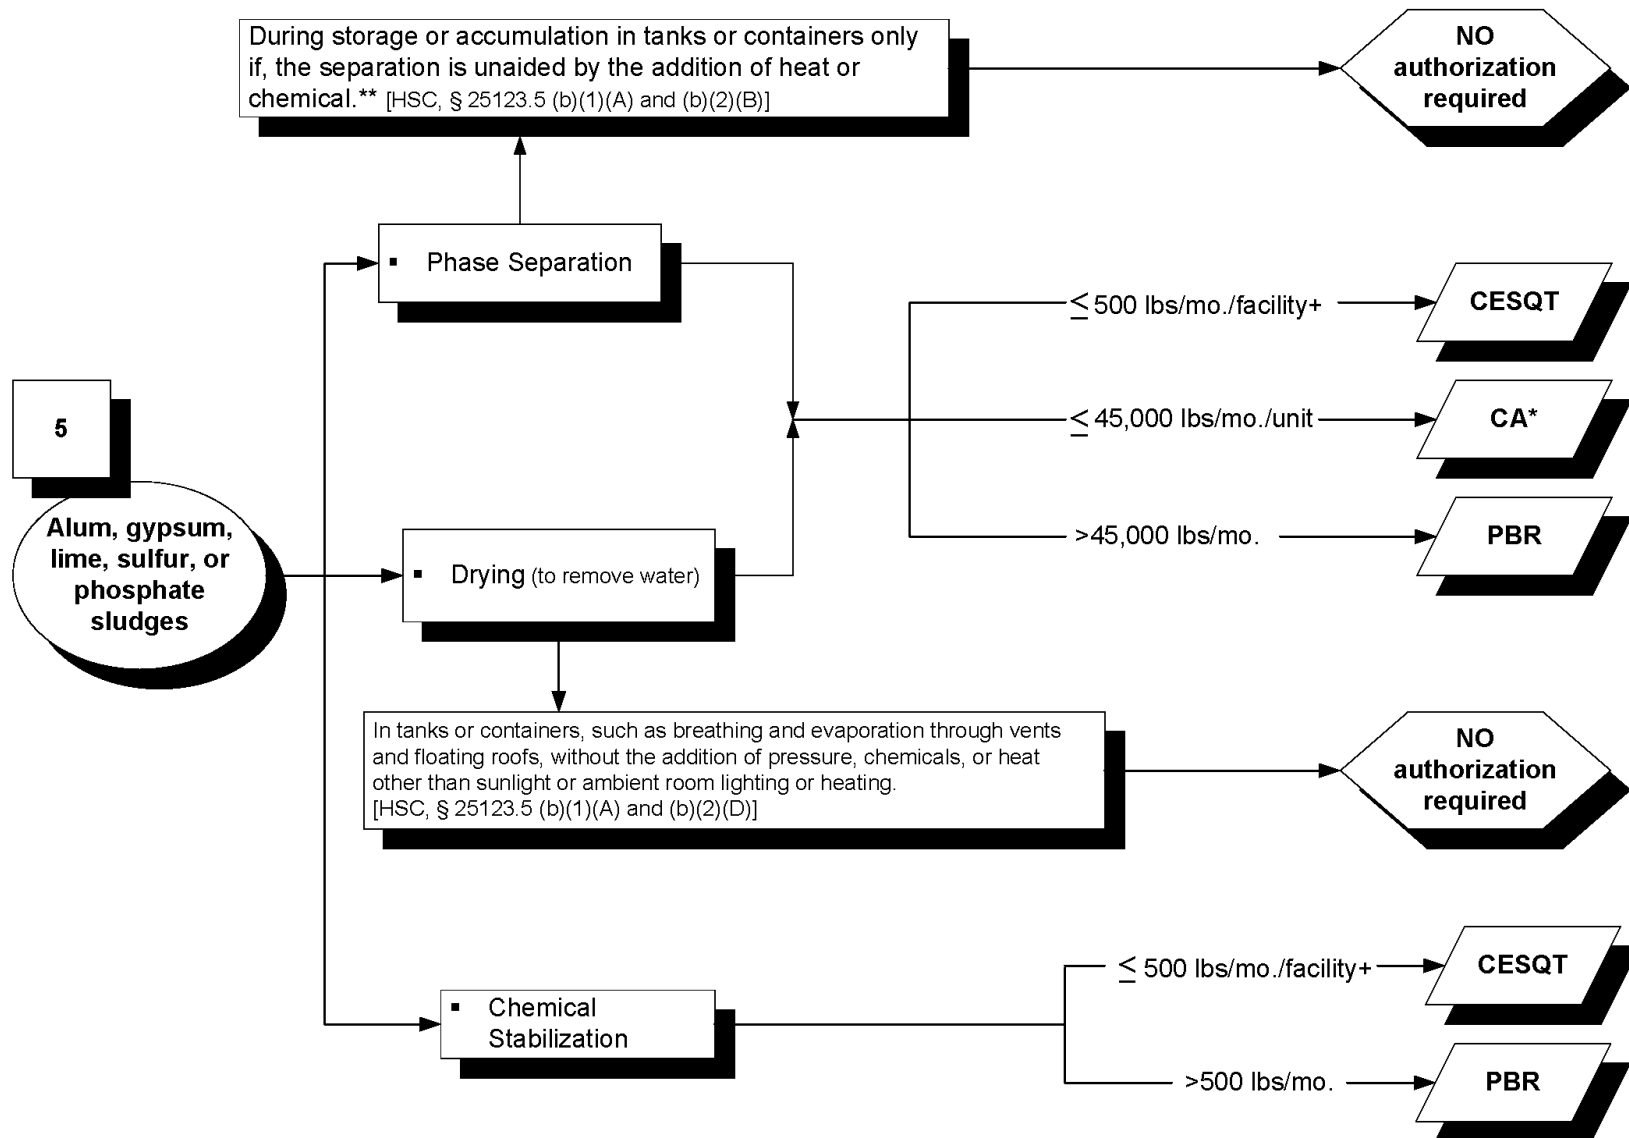 During storage or accumulation in tanks or containers only
if, the separation is unaided by the addition of heat or
chemical.** [HSC, § 25123.5 (b)(1)(A) and (b)(2)(B)]
NO
authorization
required
▪ Phase Separation
≤ 500 lbs/mo./facility+
CESQT
5
≤ 45,000 lbs/mo./unit
CA*
Alum, gypsum,
lime, sulfur, or
phosphate
sludges
>45,000 lbs/mo.
PBR
▪ Drying (to remove water)
In tanks or containers, such as breathing and evaporation through vents
and floating roofs, without the addition of pressure, chemicals, or heat
other than sunlight or ambient room lighting or heating.
[HSC, § 25123.5 (b)(1)(A) and (b)(2)(D)]
NO
authorization
required
▪ Chemical
Stabilization
≤ 500 lbs/mo./facility+
CESQT
>500 lbs/mo.
PBR